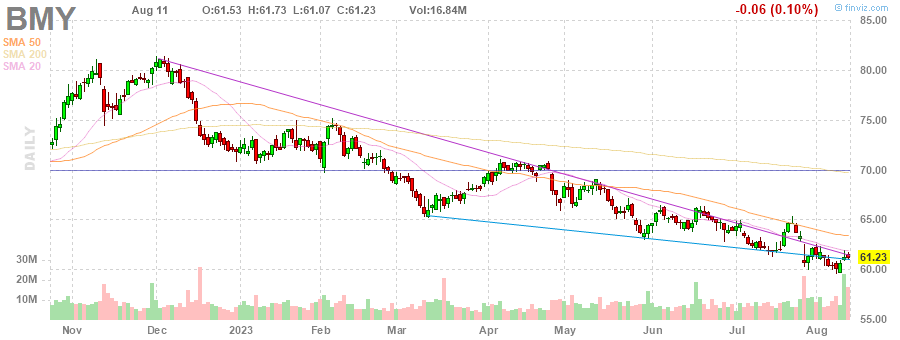 BMY Aug 11 O:61.53 H:61.73 L:61.07 C:61.23 Vol:16.84M -0.06 (0.10%) © finviz.com
85.00
SMA 50
SMA 200
SMA 20
80.00
75.00
DAILY
70.00
65.00
61.23
30M
60.00
20M
10M
55.00
Nov Dec 2023 Feb Mar Apr May Jun Jul Aug